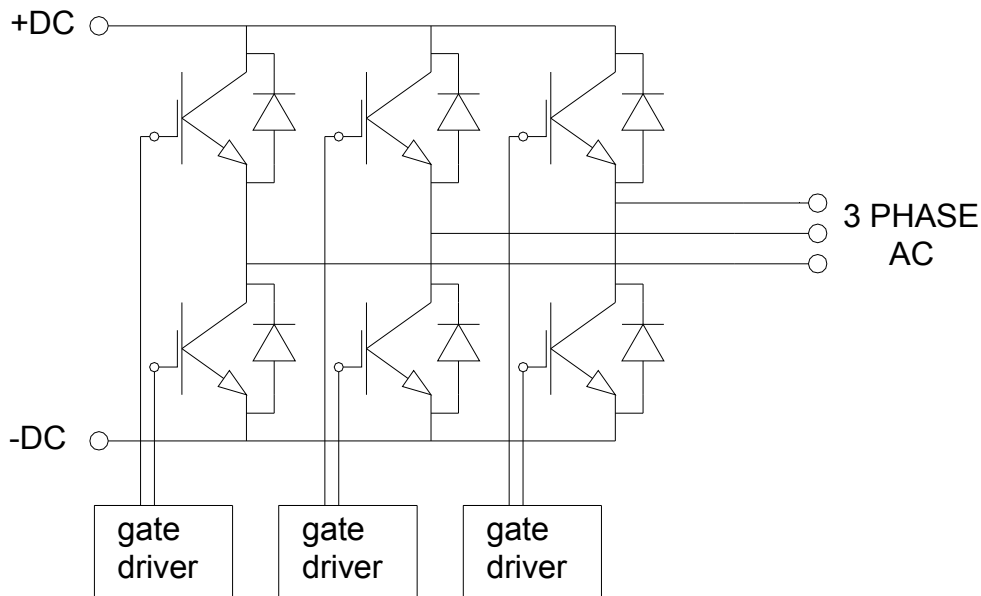 +DC
3 PHASE
AC
-DC
gate
driver
gate
driver
gate
driver